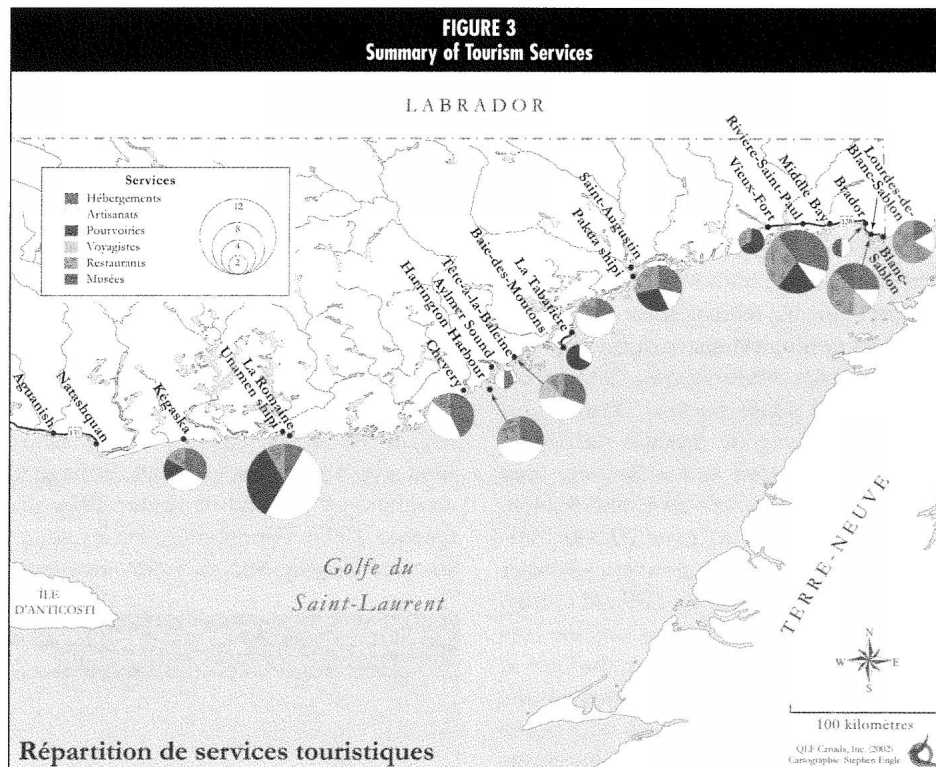 FIGURE 3
Summary of Tourism Services
LABRADOR
Services
Hébergements
Artisanats
Pourvoiries
Voyagistes
Restaurants
Musées
12
8
4
2
Aguanish
Natashquan
Kégaska
Unamen shipi
La Romaine
Chevery
Harrington Harbour
Aylmer Sound
Tête-à-la-Baleine
Baie-des-Moutons
La Tabatière
Pakua shipi
Saint-Augustin
Vieux-Fort
Rivière-Saint-Paul
Middle Bay
Brador
Lourdes-de-
Blanc-Sablon
Blanc-
Sablon
138
Golfe du
Saint-Laurent
ÎLE
D'ANTICOSTI
TERRE-NEUVE
N
W
E
S
100 kilomètres
QLF Canada, Inc. (2002)
Cartographie: Stephen Engle
Répartition de services touristiques